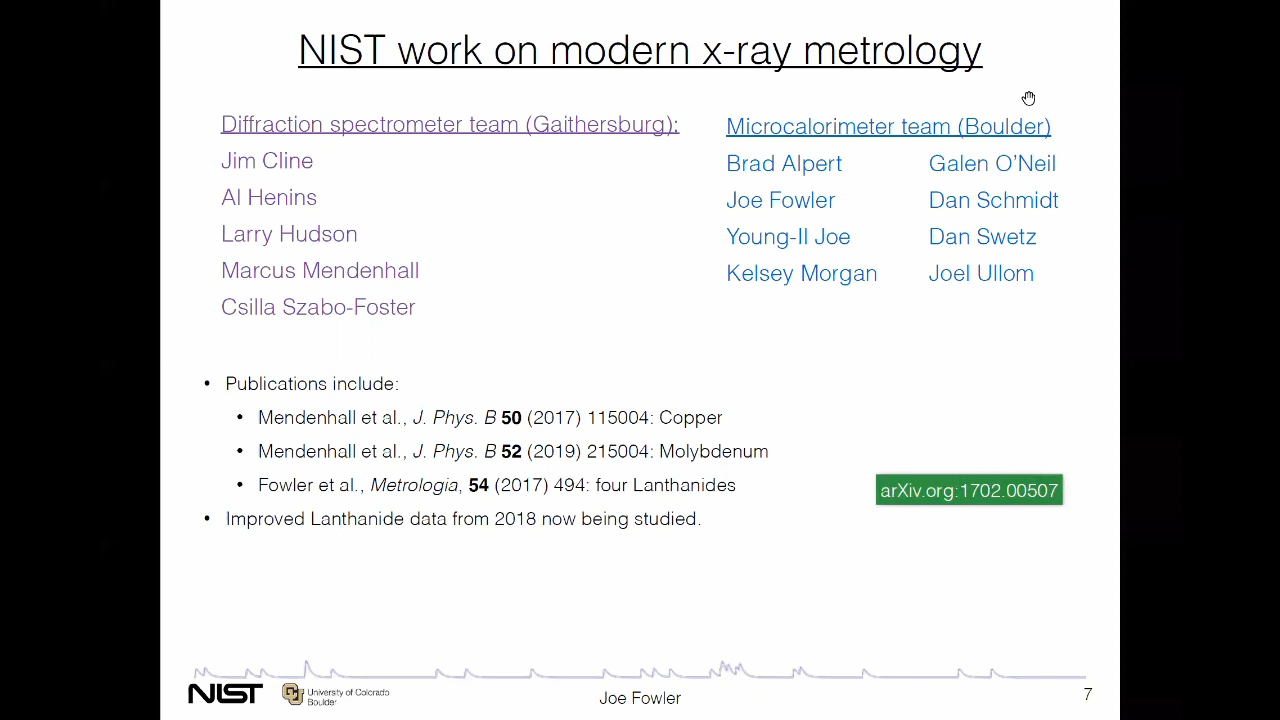 NIST work on modern x-ray metrology
Diffraction spectrometer team (Gaithersburg):
Jim Cline
Al Henins
Larry Hudson
Marcus Mendenhall
Csilla Szabo-Foster
Microcalorimeter team (Boulder)
Brad Alpert
Joe Fowler
Young-Il Joe
Kelsey Morgan
Galen O'Neil
Dan Schmidt
Dan Swetz
Joel Ullom
• Publications include:
• Mendenhall et al., J. Phys. B 50 (2017) 115004: Copper
• Mendenhall et al., J. Phys. B 52 (2019) 215004: Molybdenum
• Fowler et al., Metrologia, 54 (2017) 494: four Lanthanides
arXiv.org:1702.00507
• Improved Lanthanide data from 2018 now being studied.
NIST
University of Colorado
Boulder
Joe Fowler
7